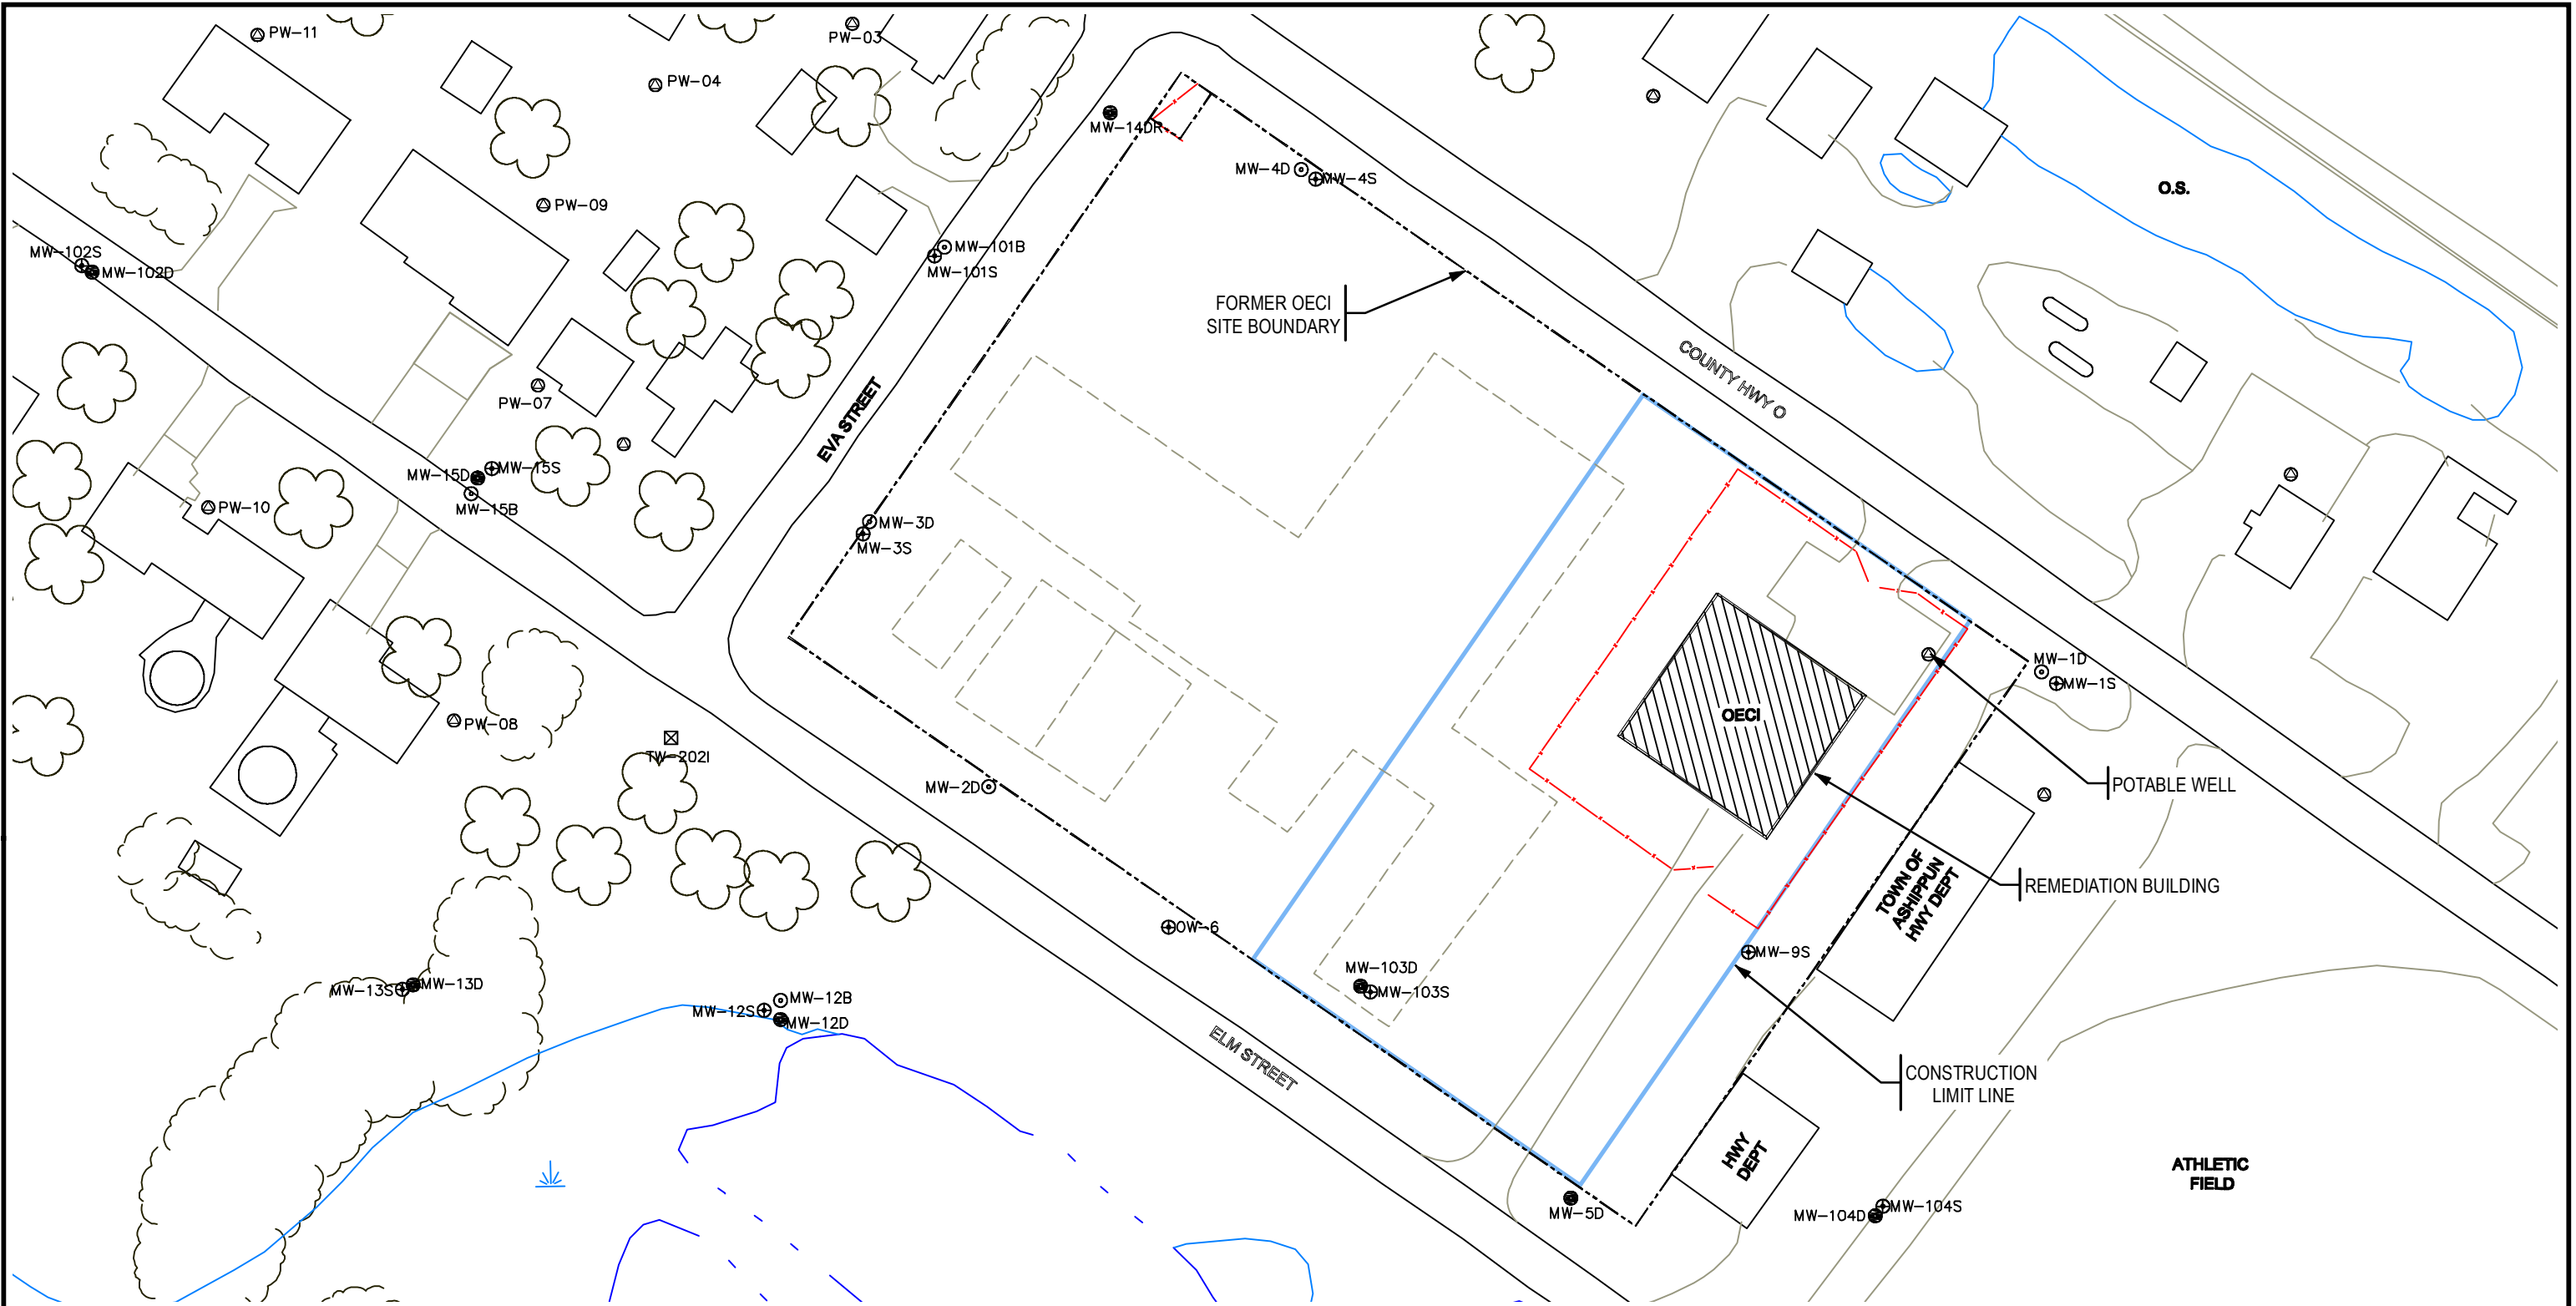 PW-11
PW-03
PW-04
MW-14DR
MW-4D
MW-4S
O.S.
PW-09
MW-101B
MW-101S
MW-102S
MW-102D
FORMER OECI
SITE BOUNDARY
COUNTY HWY O
EVA STREET
PW-07
MW-15D
MW-15S
MW-15B
PW-10
MW-3D
MW-3S
MW-1D
MW-1S
OECI
PW-08
TW-202I
MW-2D
POTABLE WELL
REMEDIATION BUILDING
TOWN OF
ASHIPPUN
HWY DEPT
OW-6
MW-9S
MW-103D
MW-103S
MW-13S
MW-13D
MW-12B
MW-12S
MW-12D
ELM STREET
CONSTRUCTION
LIMIT LINE
HWY
DEPT
ATHLETIC
FIELD
MW-5D
MW-104D
MW-104S